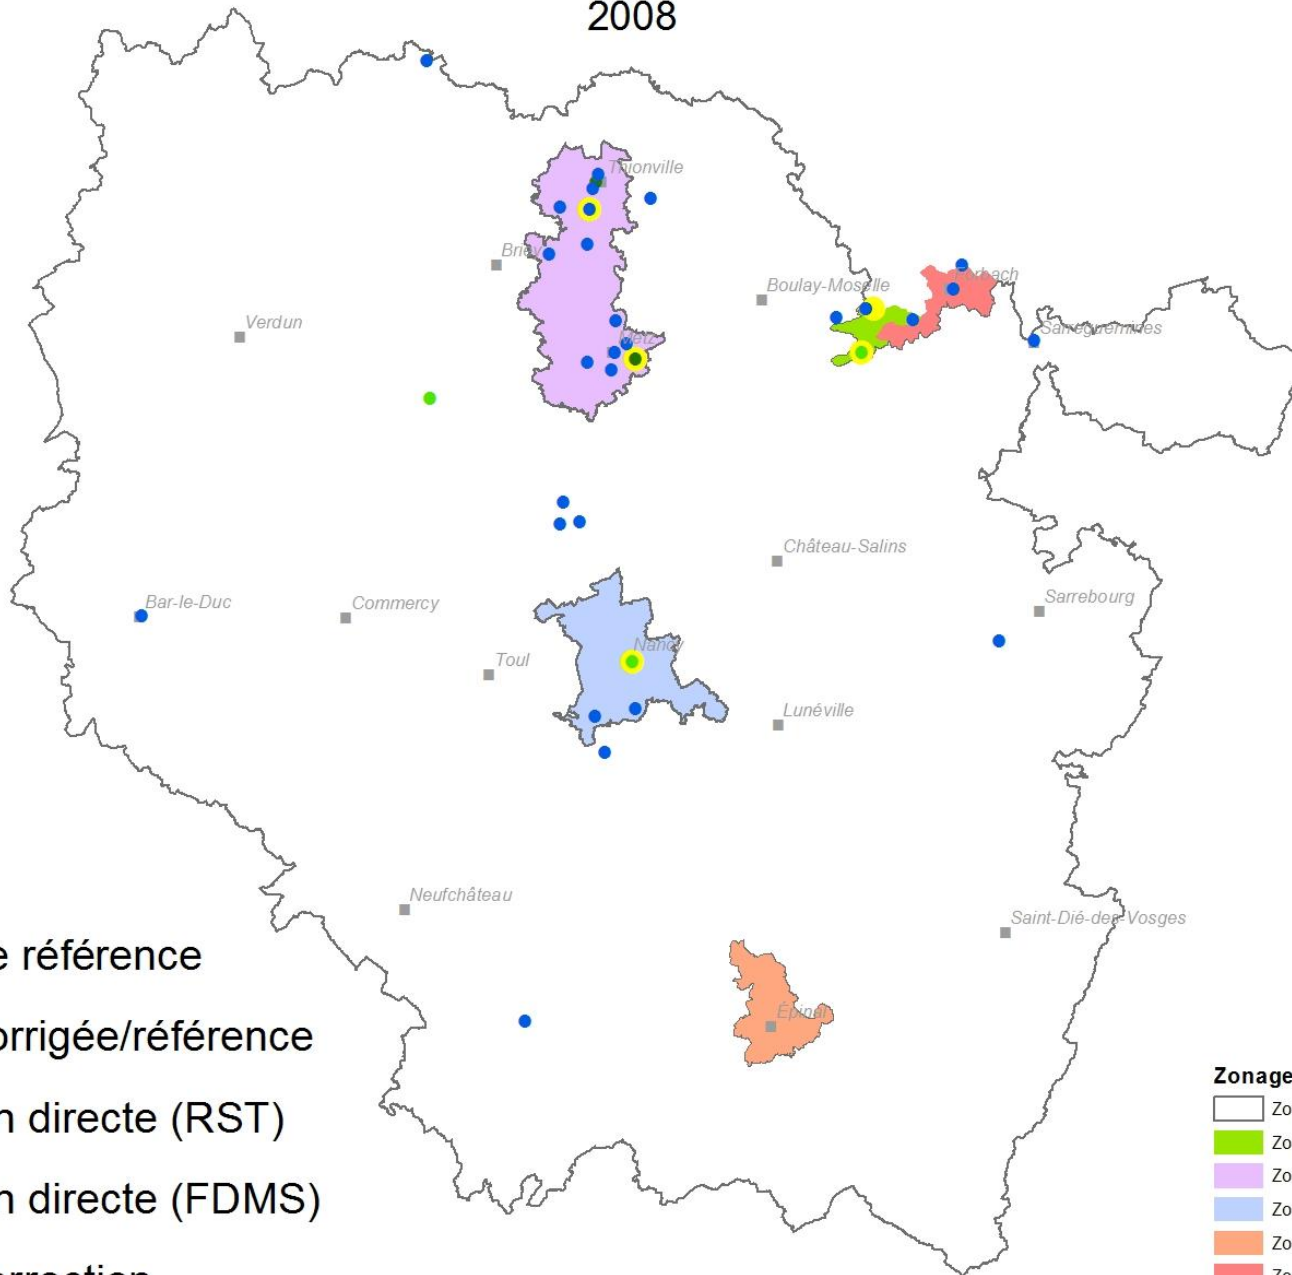 2008
Thionville
Briey
Boulay-Moselle
Forbach
Verdun
Sarreguemines
Metz
Château-Salins
Bar-le-Duc
Commercy
Sarrebourg
Nancy
Toul
Lunéville
Neufchâteau
Saint-Dié-des-Vosges
Épinal
e référence
orrigée/référence
n directe (RST)
n directe (FDMS)
Zonage
Zo
Zo
Zo
Zo
Zo